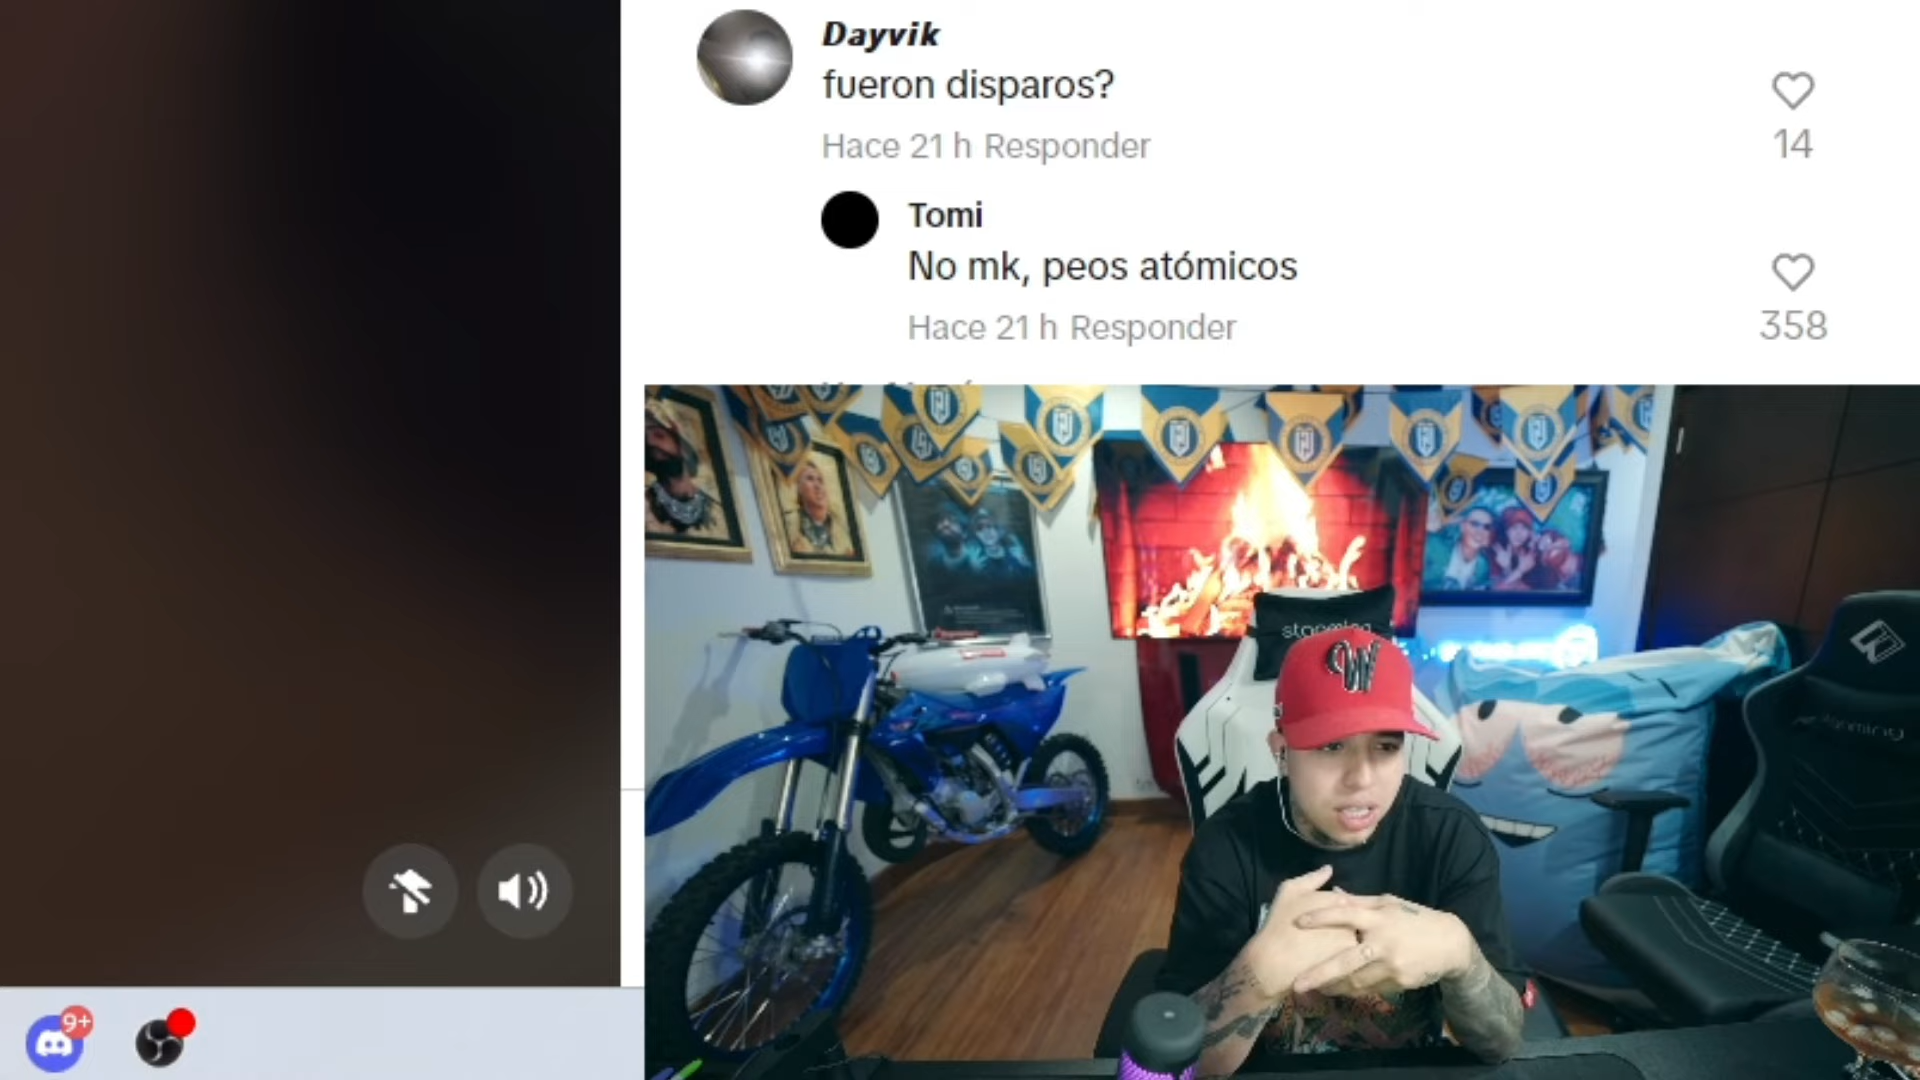 Dayvik
fueron disparos?
Hace 21 h Responder
14
Tomi
No mk, peos atómicos
Hace 21 h Responder
358
9+